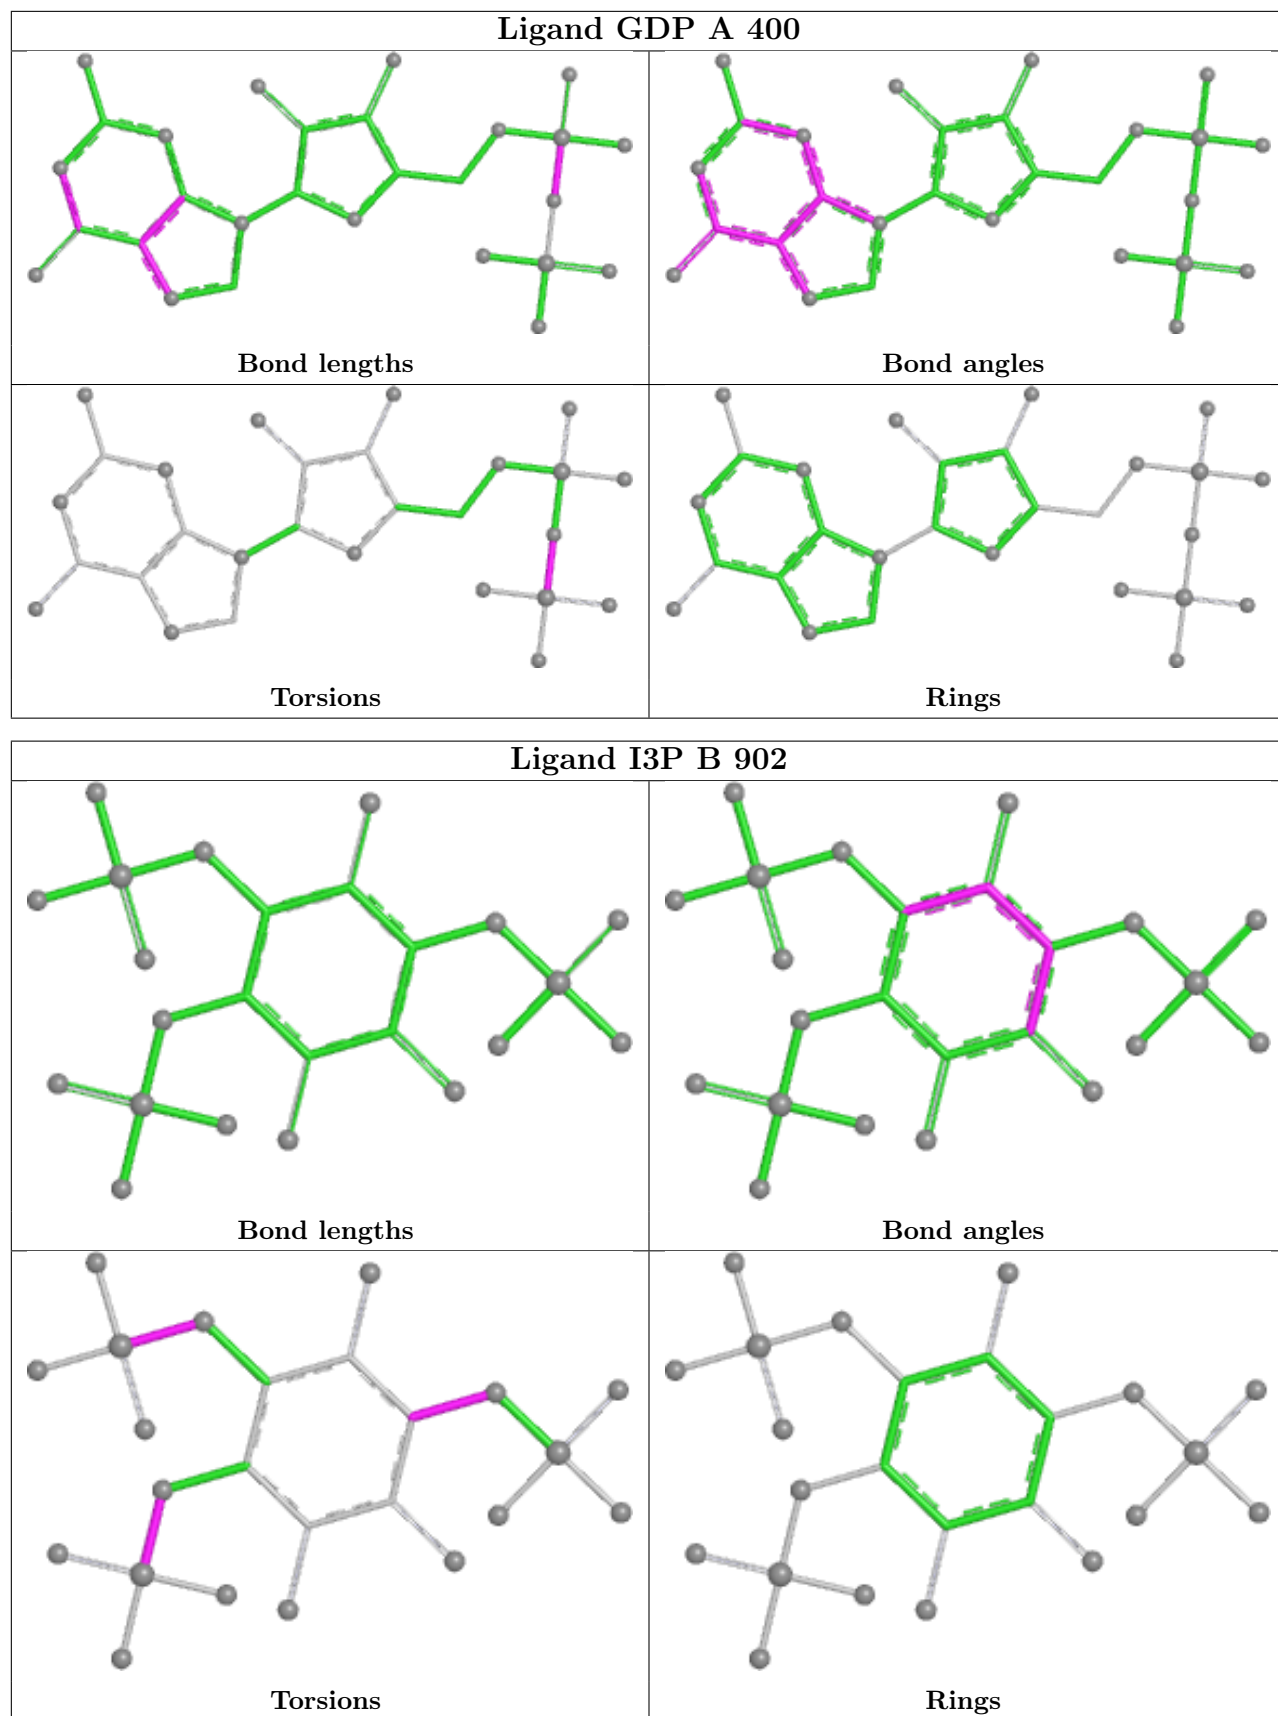 Ligand GDP A 400
Bond lengths
Bond angles
Torsions
Rings
Ligand I3P B 902
Bond lengths
Bond angles
Torsions
Rings